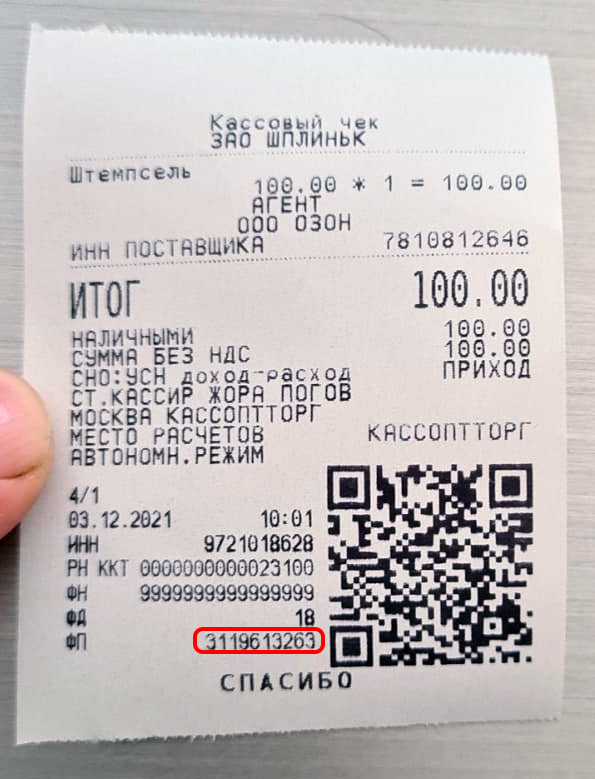 Кассовый чек
ЗАО ШПЛИНЬК
Штемпсель
100.00 * 1 = 100.00
АГЕНТ
ООО ОЗОН
ИНН ПОСТАВЩИКА 7810812646
ИТОГ 100.00
НАЛИЧНЫМИ 100.00
СУММА БЕЗ НДС 100.00
СНО:УСН доход-расход ПРИХОД
СТ.КАССИР ЖОРА ПОГОВ
МОСКВА КАССОПТТОРГ
МЕСТО РАСЧЕТОВ КАССОПТТОРГ
АВТОНОМН.РЕЖИМ
4/1
03.12.2021 10:01
ИНН 9721018628
РН ККТ 0000000000023100
ФН 9999999999999999
ФД 18
ФП 3119613263
СПАСИБО